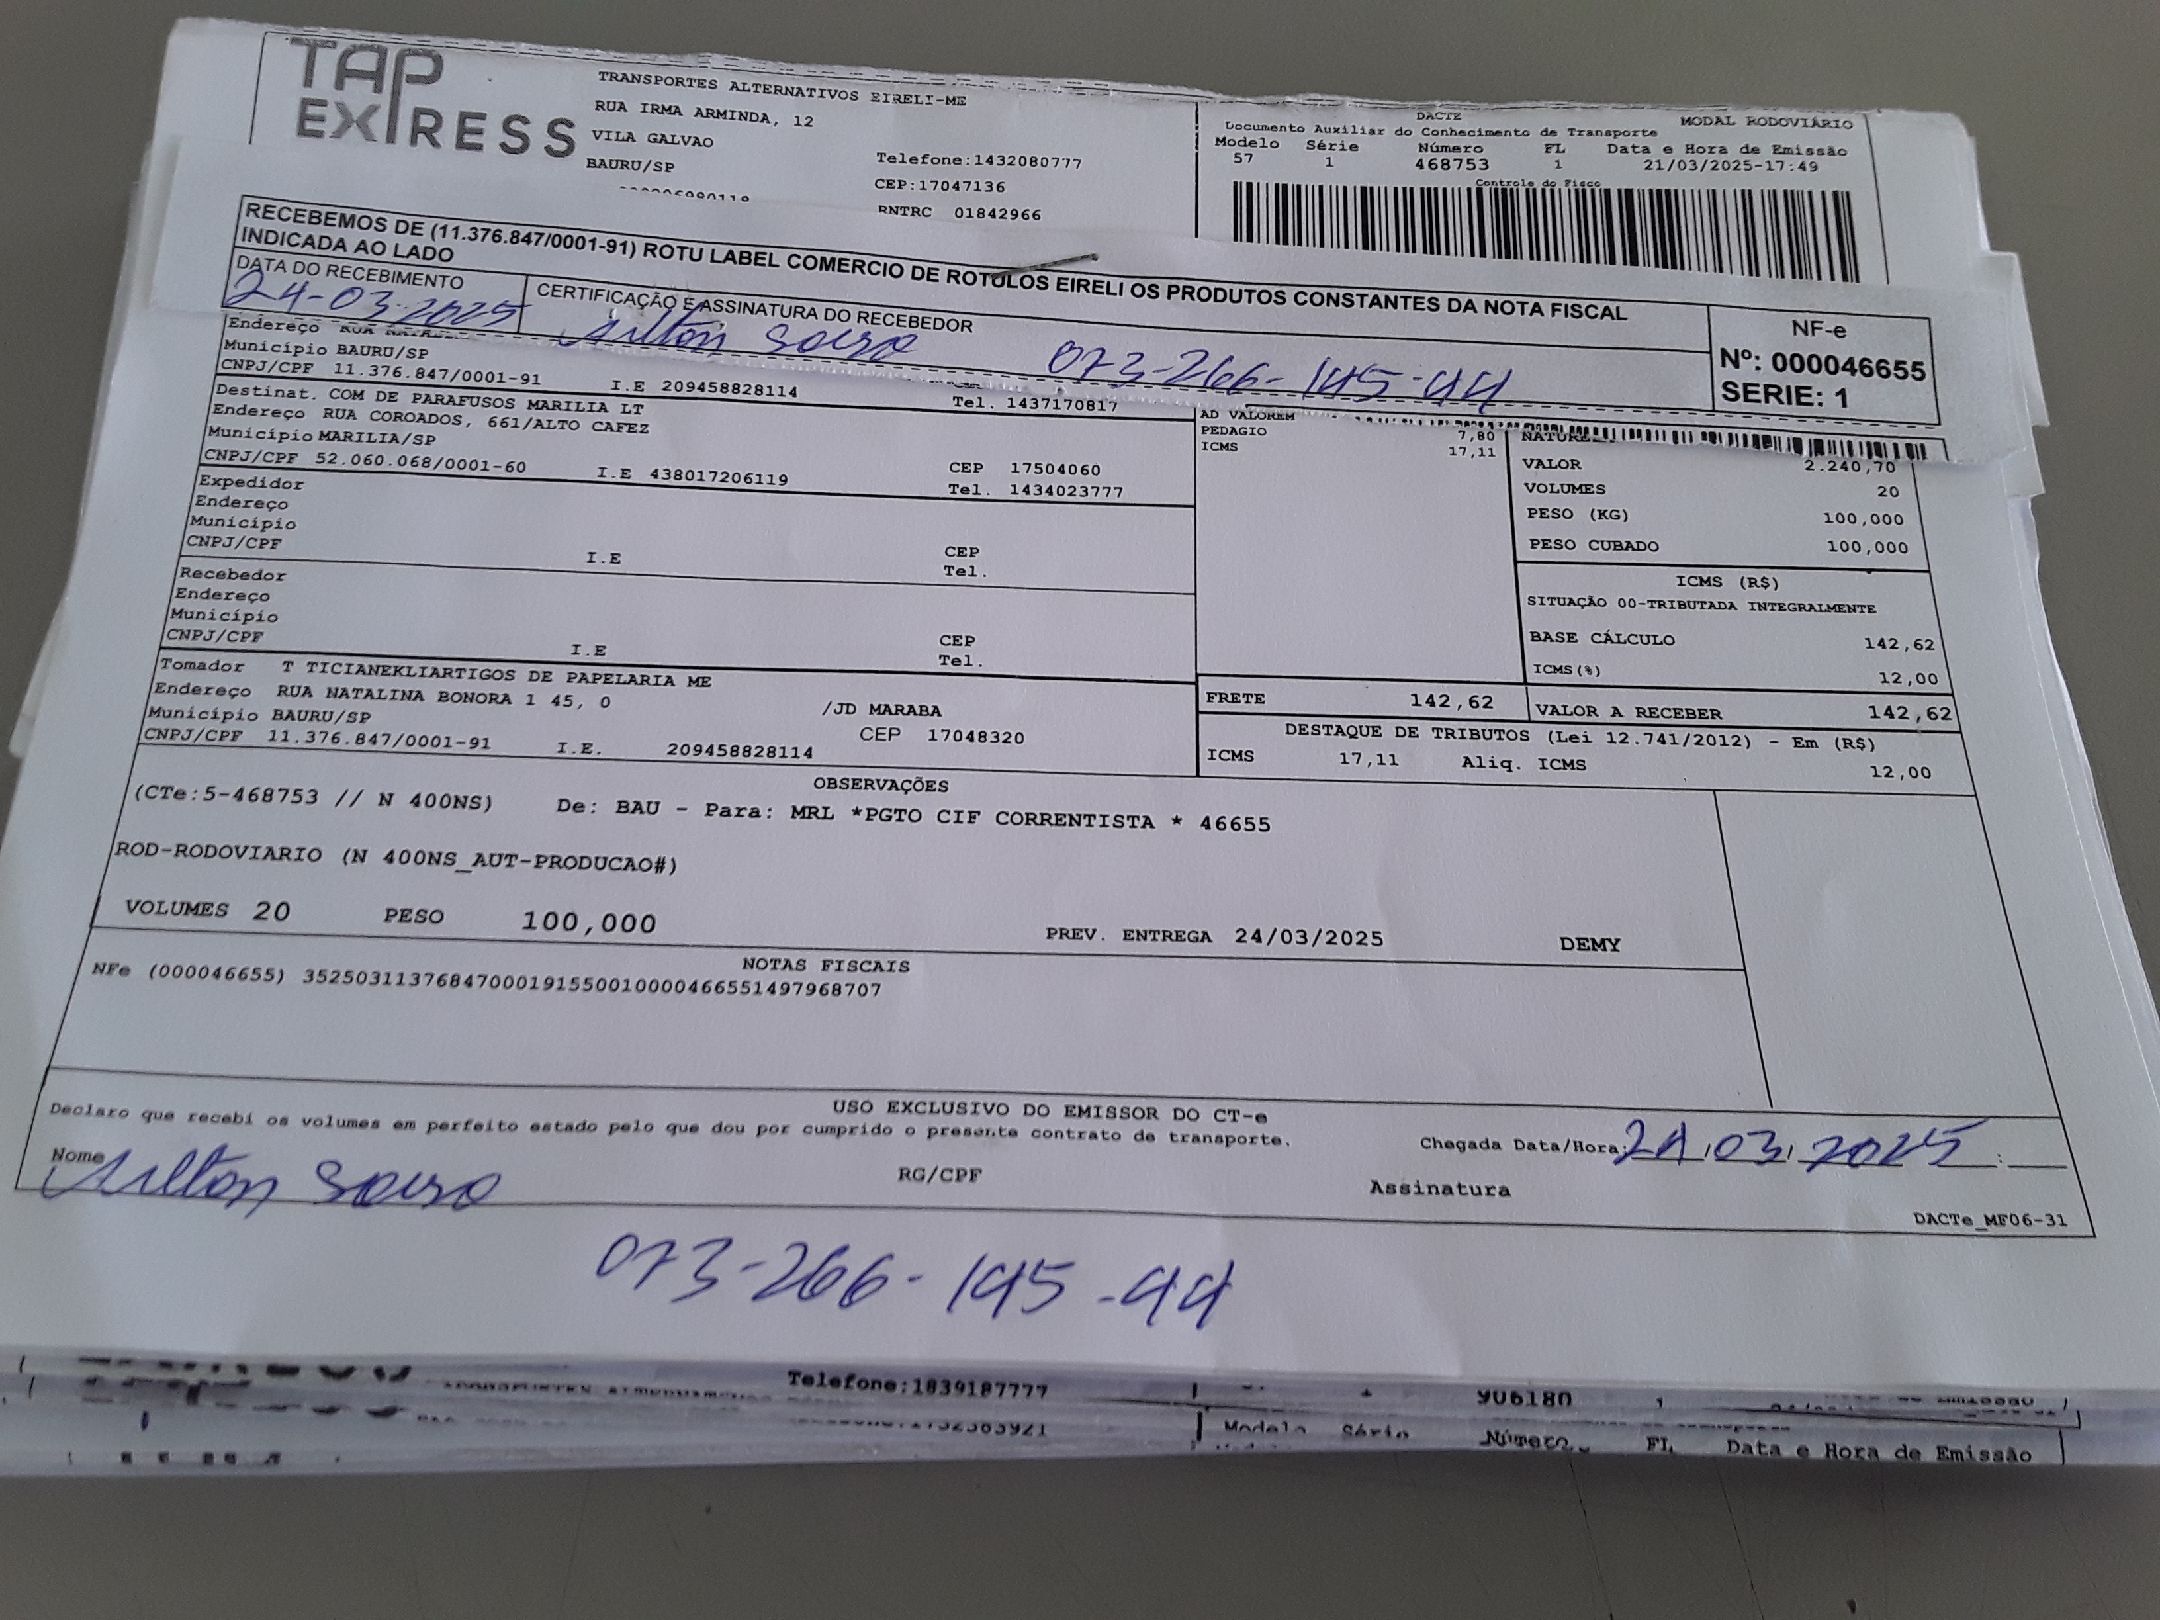 TAP
EXPRESS
TRANSPORTES ALTERNATIVOS EIRELI-ME
RUA IRMA ARMINDA, 12
VILA GALVAO
BAURU/SP
Telefone:1432080777
CEP:17047136
RNTRC 01842966
DACTE MODAL RODOVIÁRIO
Documento Auxiliar do Conhecimento de Transporte
Modelo Série Número FL Data e Hora de Emissão
57 1 468753 1 21/03/2025-17:49
Controle do Fisco
RECEBEMOS DE (11.376.847/0001-91) ROTU LABEL COMERCIO DE ROTULOS EIRELI OS PRODUTOS CONSTANTES DA NOTA FISCAL
INDICADA AO LADO
DATA DO RECEBIMENTO
24-03-2025
CERTIFICAÇÃO E ASSINATURA DO RECEBEDOR
Ailton Souso 073-266-145-44
NF-e
Nº: 000046655
SERIE: 1
Endereço RUA
Município BAURU/SP
CNPJ/CPF 11.376.847/0001-91 I.E 209458828114 Tel. 1437170817
Destinat. COM DE PARAFUSOS MARILIA LT
Endereço RUA COROADOS, 661/ALTO CAFEZ
Município MARILIA/SP CEP 17504060
CNPJ/CPF 52.060.068/0001-60 I.E 438017206119 Tel. 1434023777
Expedidor
Endereço
Município CEP
CNPJ/CPF I.E Tel.
Recebedor
Endereço
Município CEP
CNPJ/CPF I.E Tel.
Tomador T TICIANEKLIARTIGOS DE PAPELARIA ME
Endereço RUA NATALINA BONORA 1 45, 0 /JD MARABA
Município BAURU/SP CEP 17048320
CNPJ/CPF 11.376.847/0001-91 I.E. 209458828114
AD VALOREM
PEDAGIO 7,80
ICMS 17,11
VALOR 2.240,70
VOLUMES 20
PESO (KG) 100,000
PESO CUBADO 100,000
ICMS (R$)
SITUAÇÃO 00-TRIBUTADA INTEGRALMENTE
BASE CÁLCULO 142,62
ICMS(%) 12,00
FRETE 142,62 VALOR A RECEBER 142,62
DESTAQUE DE TRIBUTOS (Lei 12.741/2012) - Em (R$)
ICMS 17,11 Aliq. ICMS 12,00
OBSERVAÇÕES
(CTe:5-468753 // N 400NS) De: BAU - Para: MRL *PGTO CIF CORRENTISTA * 46655
ROD-RODOVIARIO (N 400NS_AUT-PRODUCAO#)
VOLUMES 20 PESO 100,000 PREV. ENTREGA 24/03/2025 DEMY
NOTAS FISCAIS
NFe (000046655) 35250311376847000191550010000466551497968707
USO EXCLUSIVO DO EMISSOR DO CT-e
Declaro que recebi os volumes em perfeito estado pelo que dou por cumprido o presente contrato de transporte.
Chegada Data/Hora: 24/03/2025
Nome Ailton Souso RG/CPF Assinatura
DACTe_MF06-31
073-266-145-44
Telefone:1839187777 906180 1
Modelo Série Número FL Data e Hora de Emissão